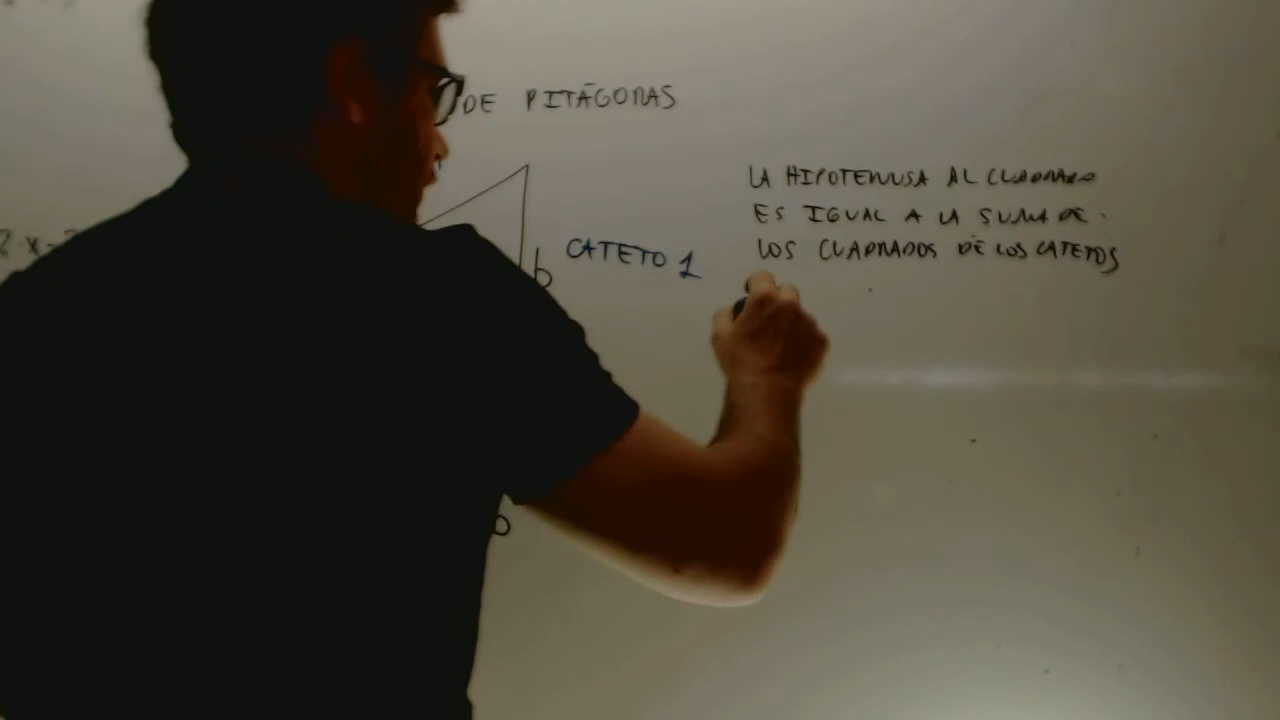 DE PITÁGORAS
LA HIPOTENUSA AL CUADRADO
ES IGUAL A LA SUMA DE
LOS CUADRADOS DE LOS CATETOS
b CATETO 1